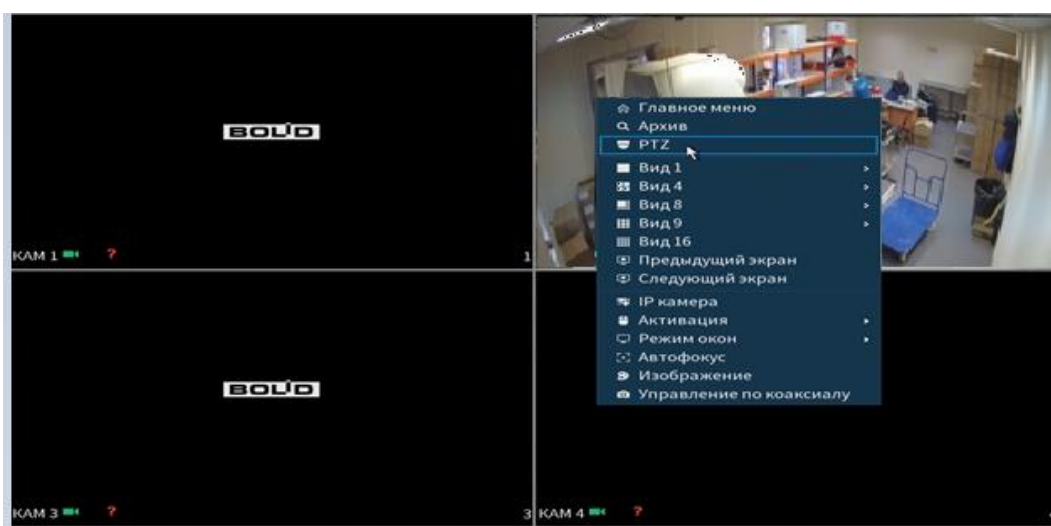 BOLID
КАМ 1 ? 1
Главное меню
Архив
PTZ
Вид 1
Вид 4
Вид 8
Вид 9
Вид 16
Предыдущий экран
Следующий экран
IP камера
Активация
Режим окон
Автофокус
Изображение
Управление по коаксиалу
BOLID
КАМ 3 ? 3
КАМ 4 ?